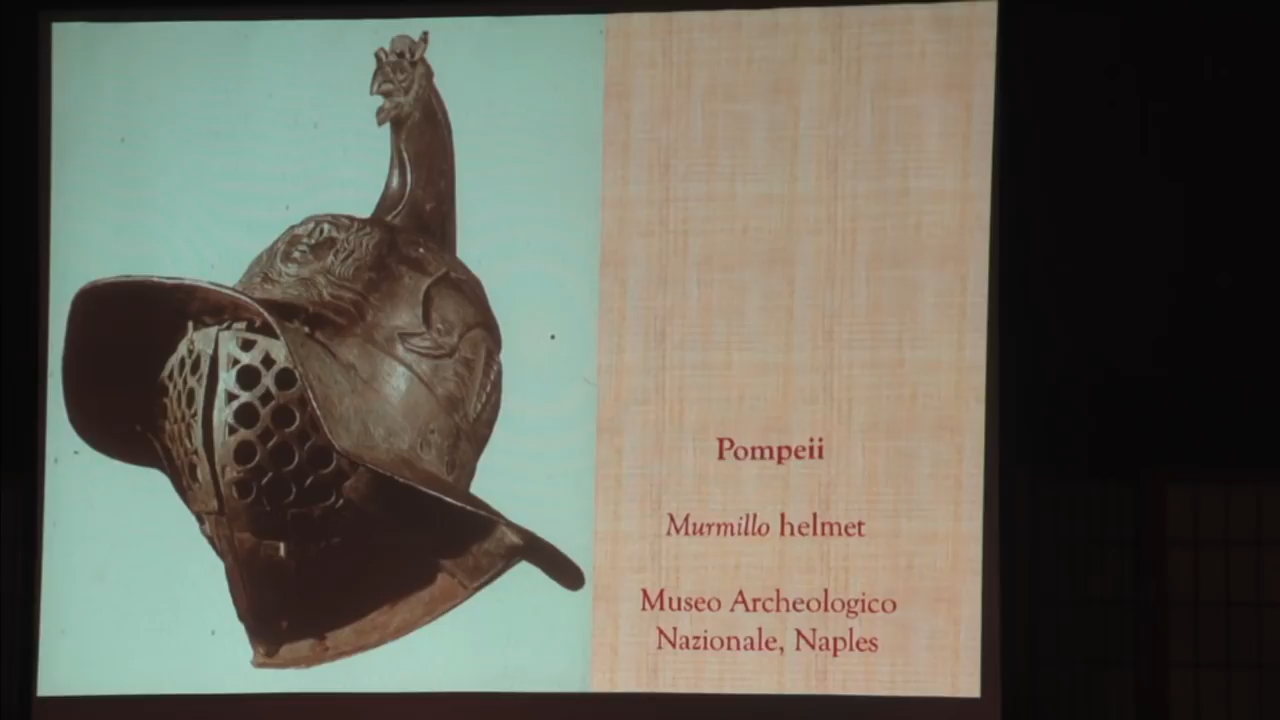 Pompeii
Murmillo helmet
Museo Archeologico
Nazionale, Naples